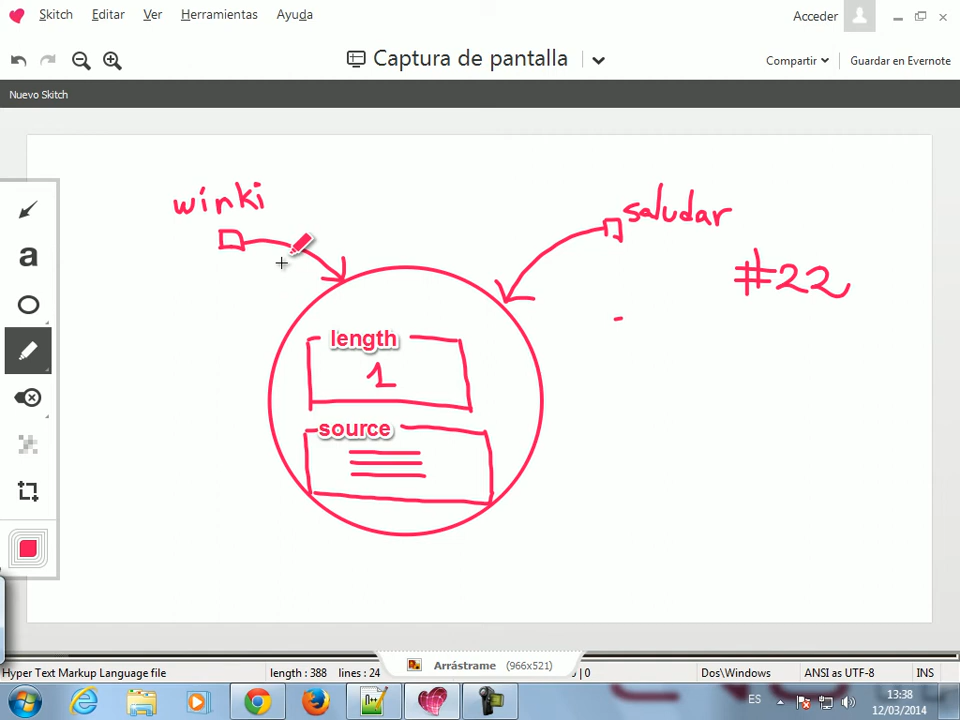 Skitch Editar Ver Herramientas Ayuda Acceder
Captura de pantalla
Compartir Guardar en Evernote
Nuevo Skitch
winki
saludar
#22
a
length
1
source
Arrástrame (966x521)
Hyper Text Markup Language file length : 388 lines : 24 | 0 Dos\Windows ANSI as UTF-8 INS
N++
ES 13:38
12/03/2014